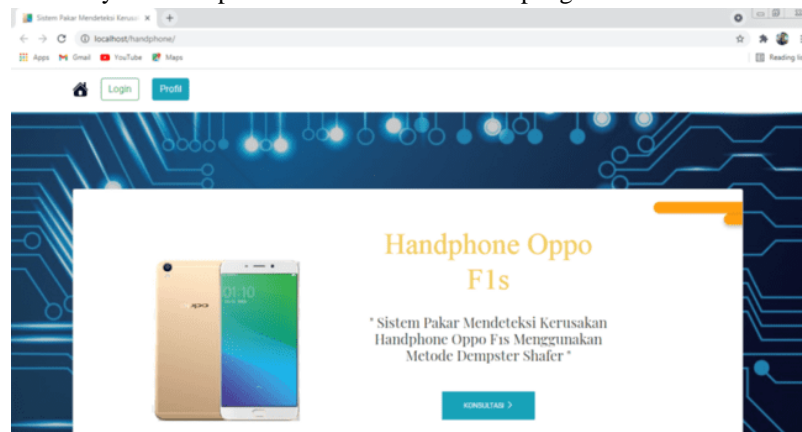 Sistem Pakar Mendeteksi Kerusa
localhost/handphone/
Apps Gmail YouTube Maps Reading lis
Login Profil
Handphone Oppo
F1s
" Sistem Pakar Mendeteksi Kerusakan
Handphone Oppo F1s Menggunakan
Metode Dempster Shafer "
KONSULTASI >
oppo
01:10